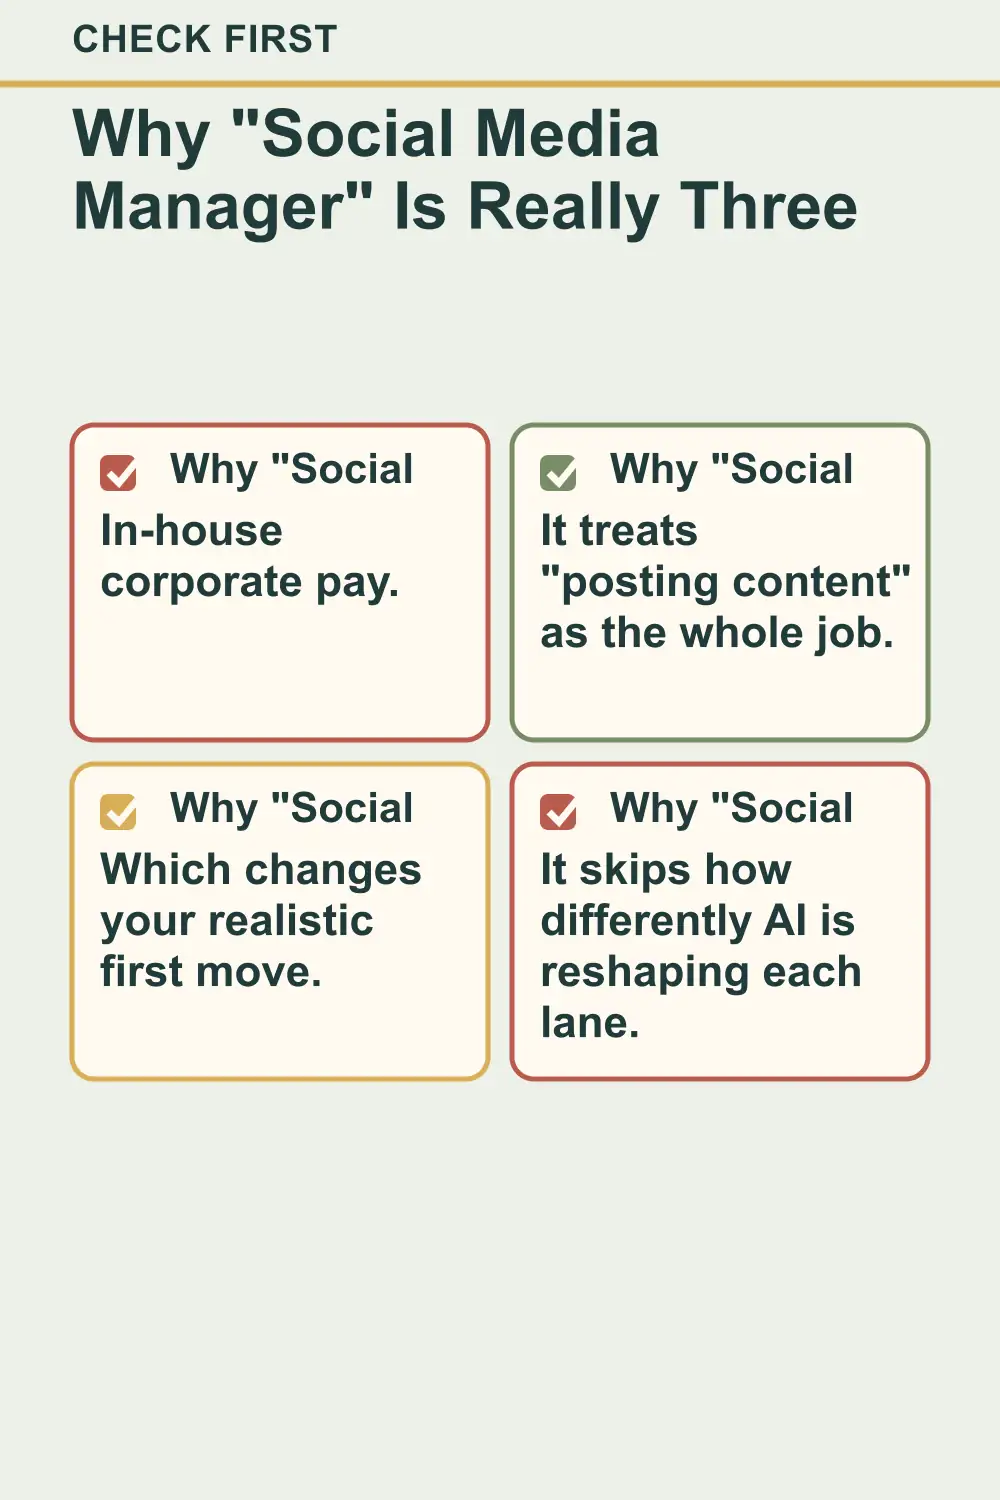 CHECK FIRST
Why "Social Media
Manager" Is Really Three
Why "Social
In-house
corporate pay.
Why "Social
It treats
"posting content"
as the whole job.
Why "Social
Which changes
your realistic
first move.
Why "Social
It skips how
differently AI is
reshaping each
lane.